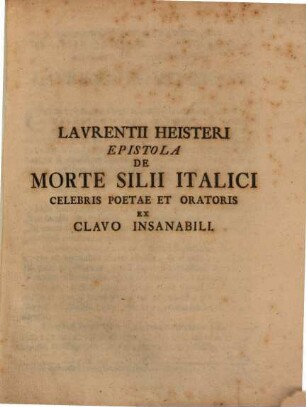 LAVRENTII HEISTERI
EPISTOLA
DE
MORTE SILII ITALICI
CELEBRIS POETAE ET ORATORIS
EX
CLAVO INSANABILI.